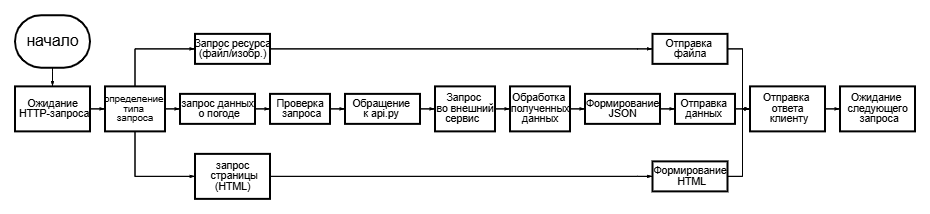 начало
Ожидание
HTTP-запроса
определение
типа
запроса
Запрос ресурса
(файл/изобр.)
Отправка
файла
запрос данных
о погоде
Проверка
запроса
Обращение
к api.py
Запрос
во внешний
сервис
Обработка
полученных
данных
Формирование
JSON
Отправка
данных
Отправка
ответа
клиенту
Ожидание
следующего
запроса
запрос
страницы
(HTML)
Формирование
HTML